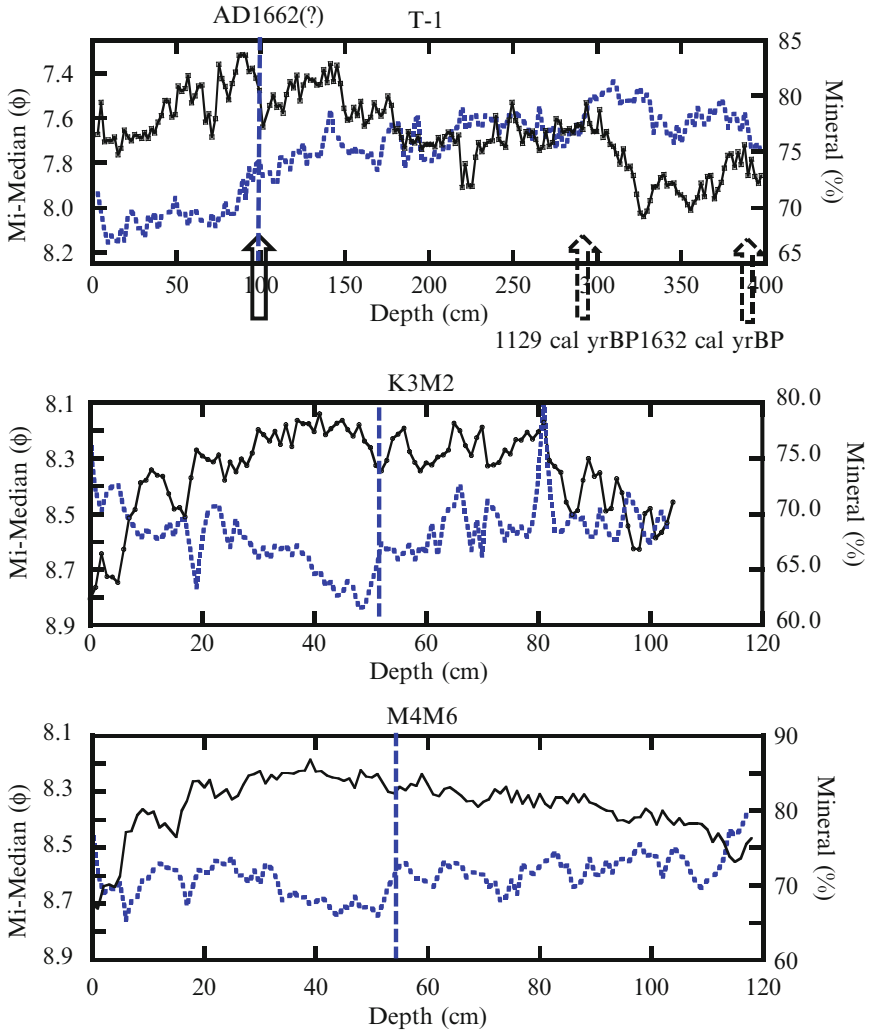 AD1662(?) T-1
85
7.4
80
7.6
75
7.8
70
8.0
65
8.2
Mi-Median (ϕ)
Mineral (%)
0 50 100 150 200 250 300 350 400
Depth (cm)
1129 cal yrBP1632 cal yrBP
K3M2
8.1 80.0
8.3 75.0
8.5 70.0
8.7 65.0
8.9 60.0
Mi-Median (ϕ)
Mineral (%)
0 20 40 60 80 100 120
Depth (cm)
M4M6
8.1 90
8.3 80
8.5
8.7 70
8.9 60
Mi-Median (ϕ)
Mineral (%)
0 20 40 60 80 100 120
Depth (cm)